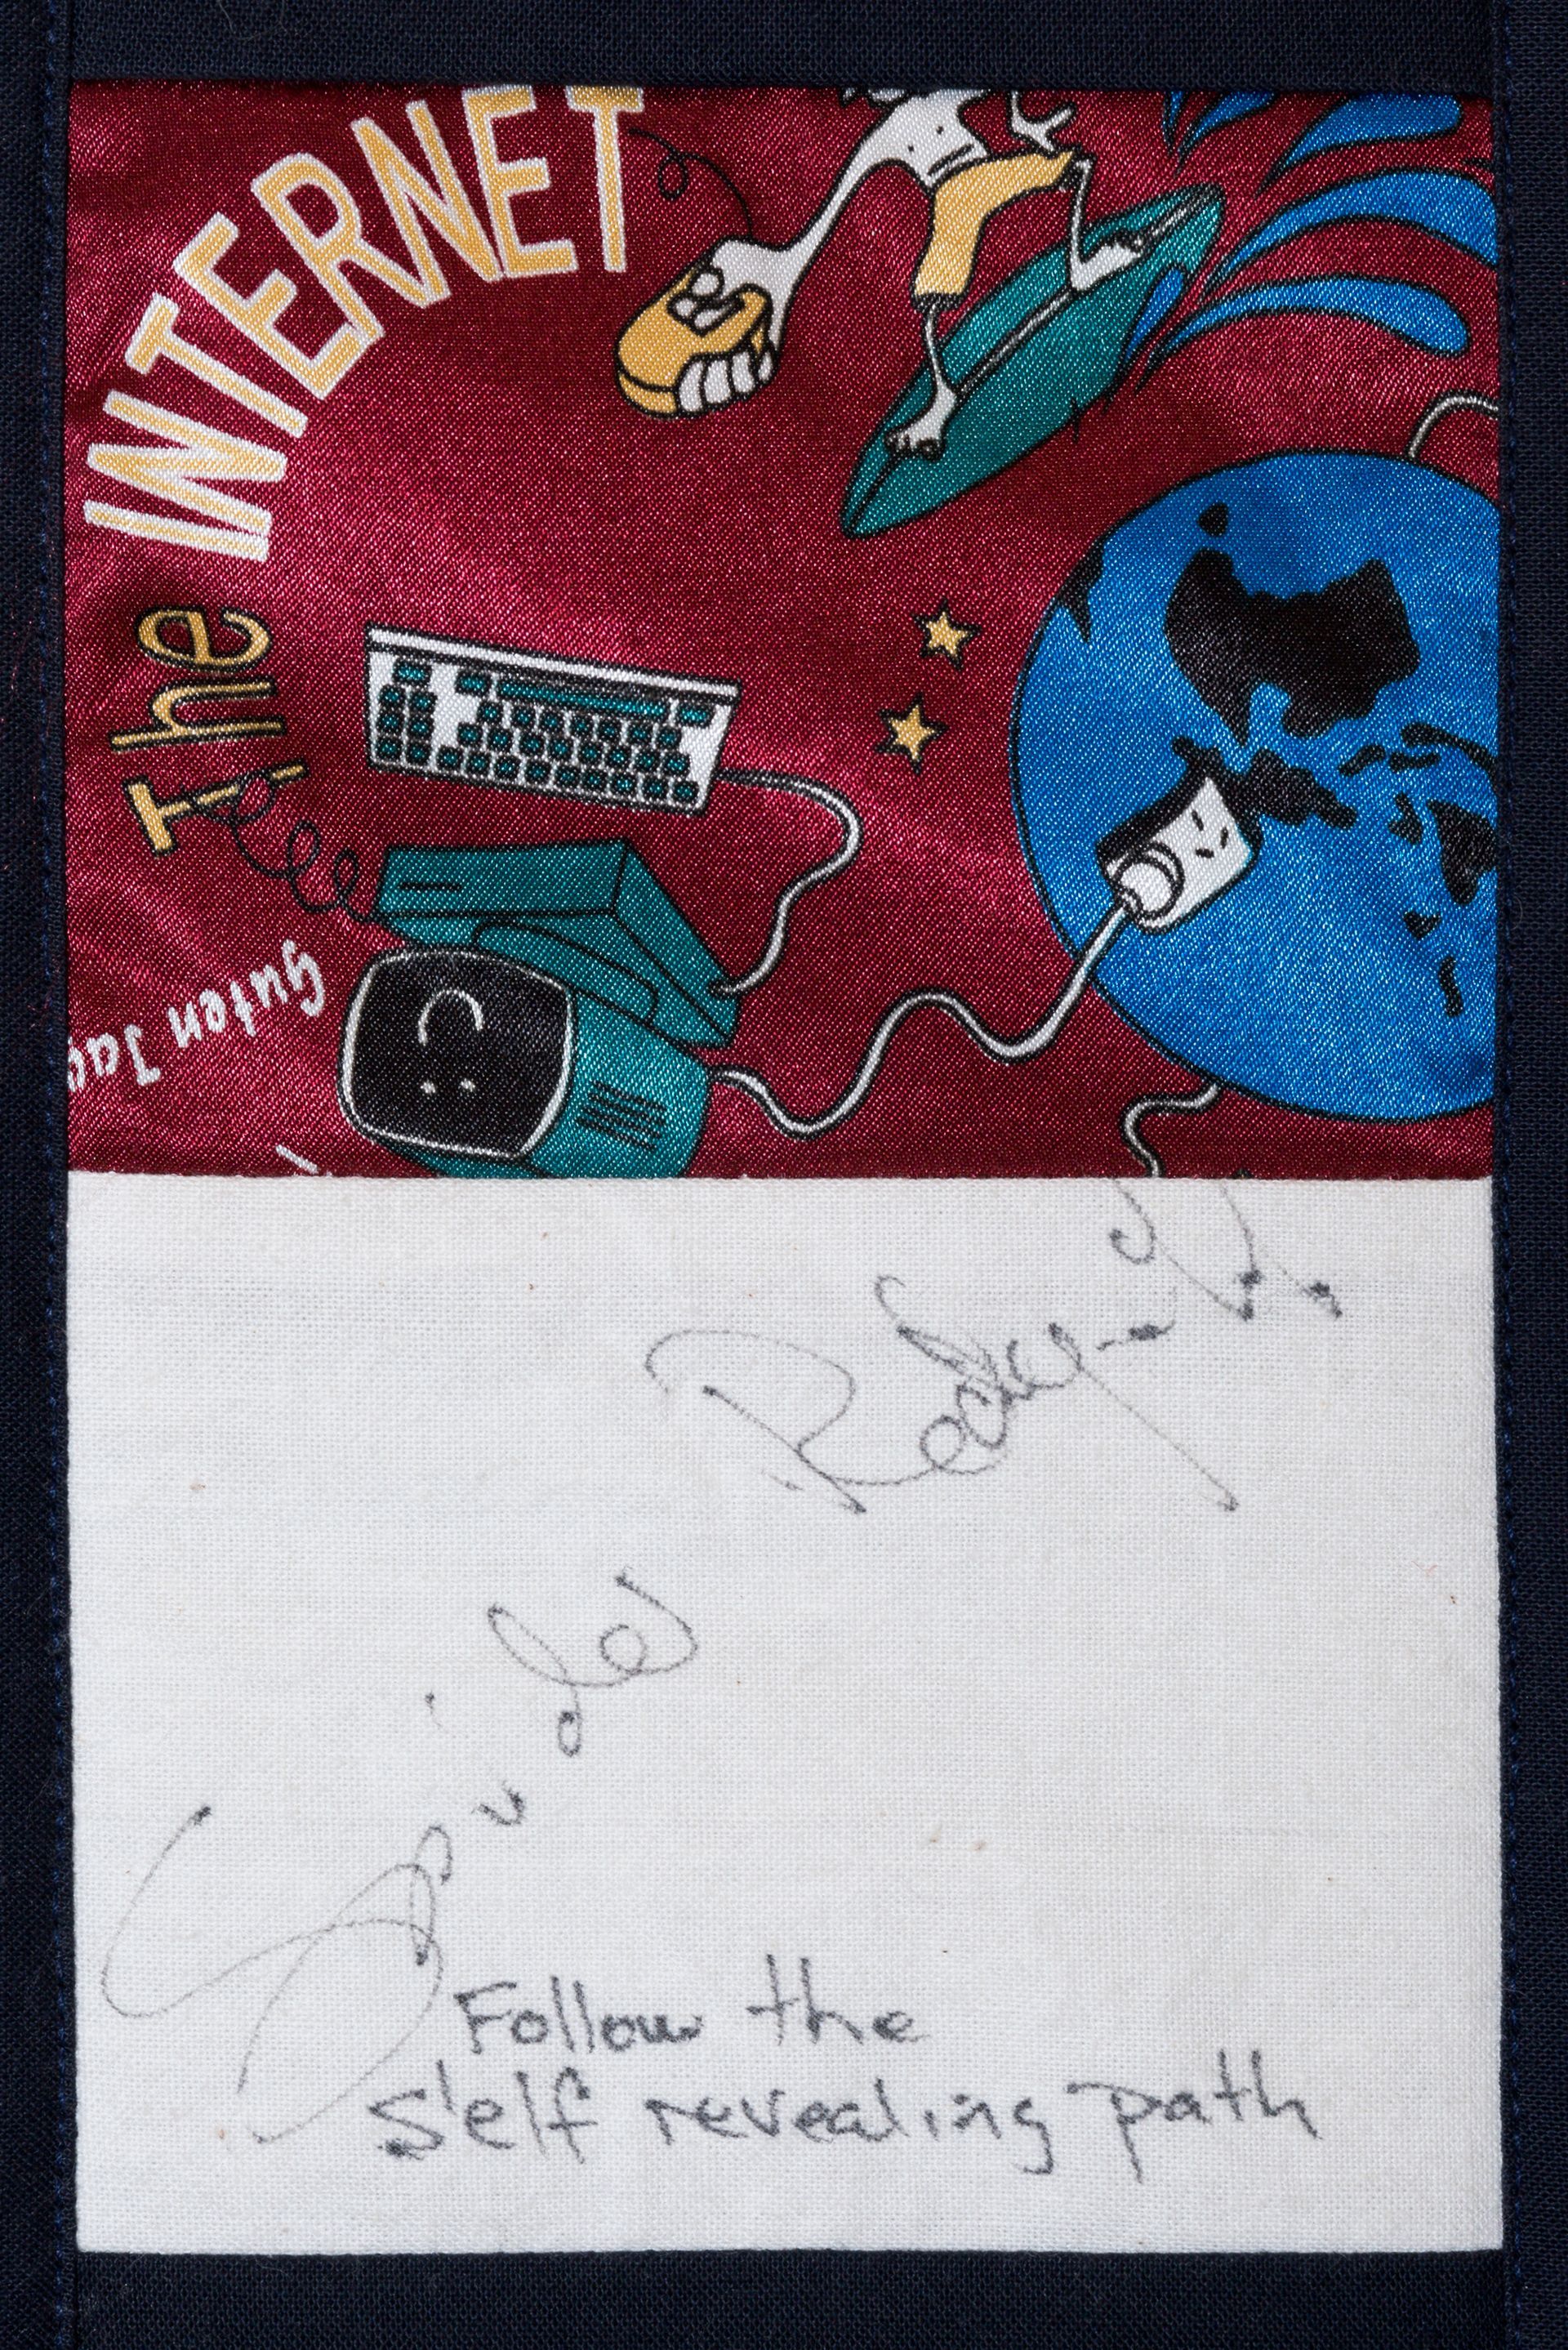 The INTERNET
Guten Tag
Follow the
self revealing path